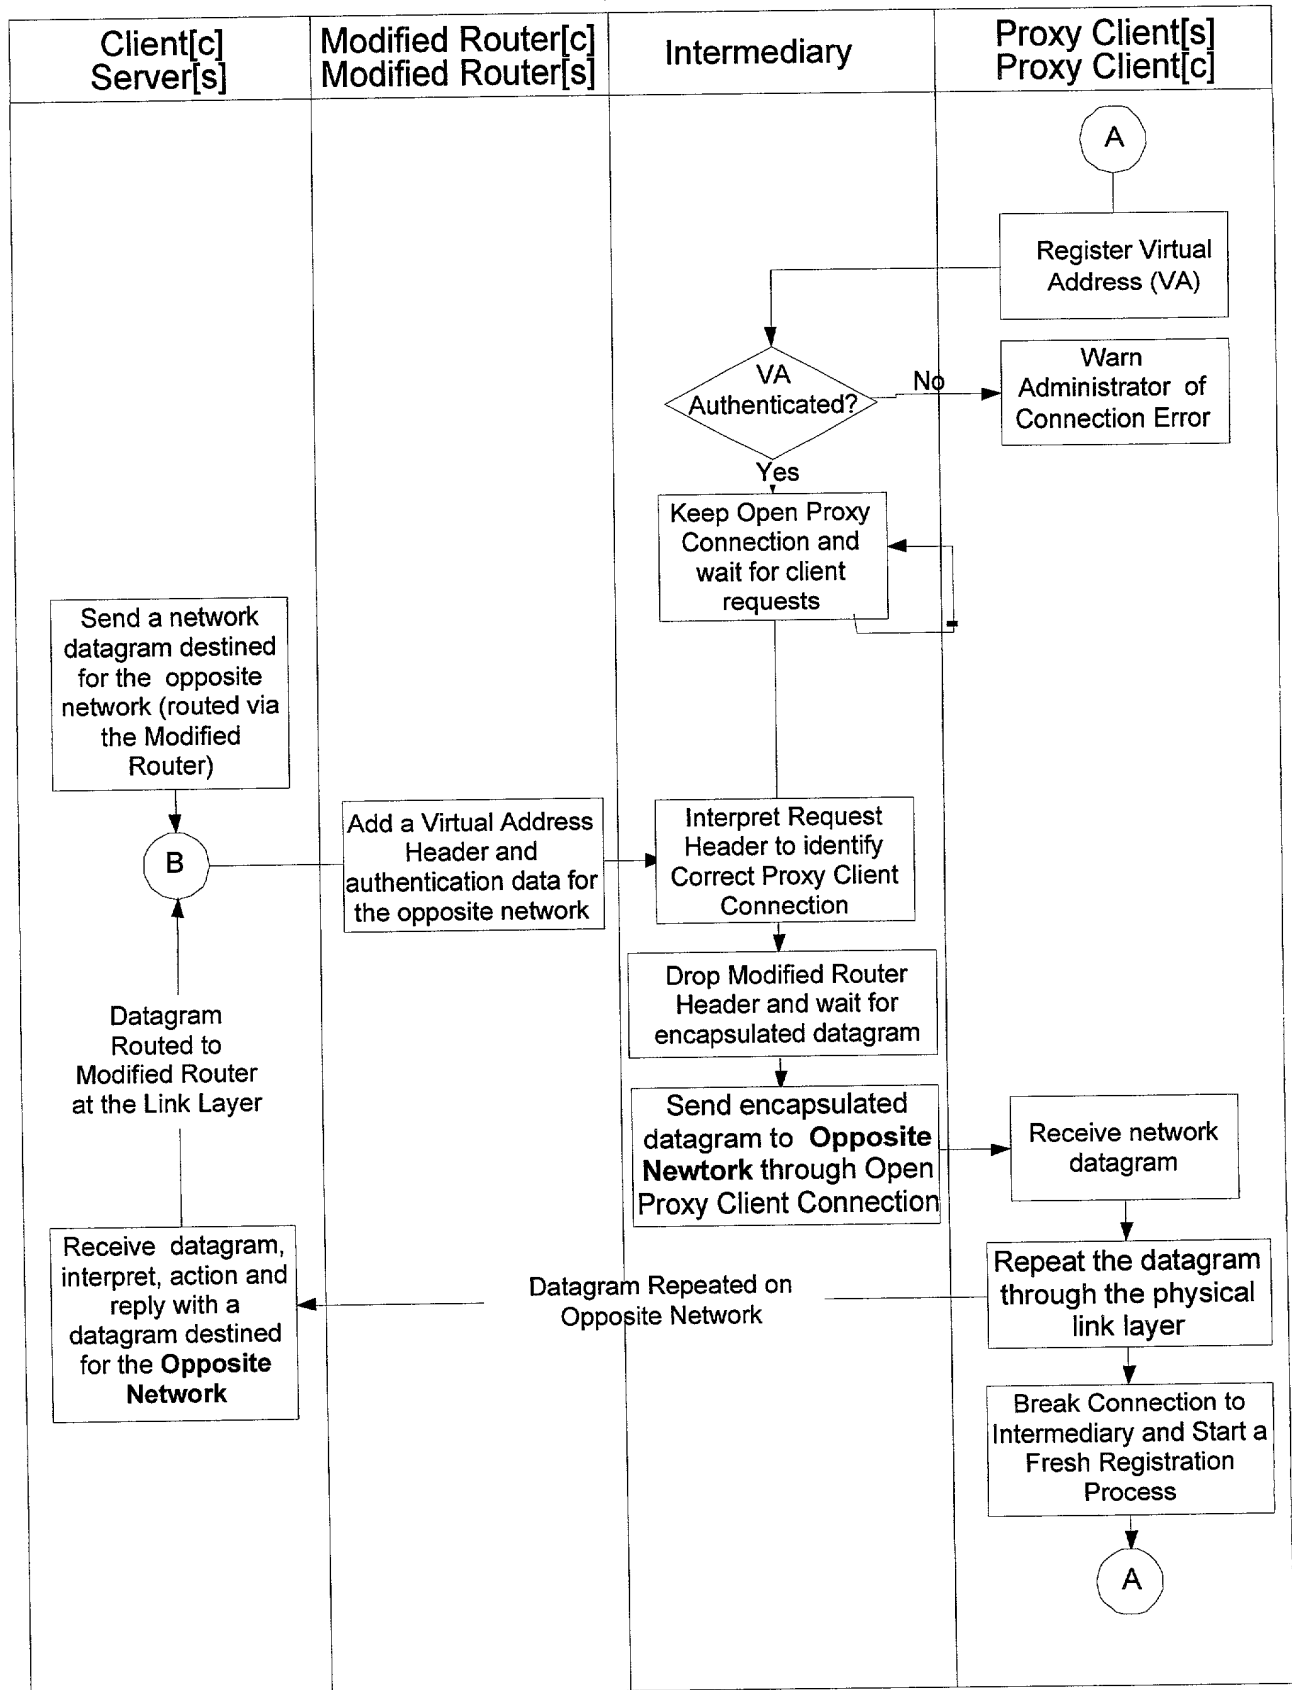 Client[c]
Server[s]
Modified Router[c]
Modified Router[s]
Intermediary
Proxy Client[s]
Proxy Client[c]
A
Register Virtual
Address (VA)
VA
Authenticated?
No
Warn
Administrator of
Connection Error
Yes
Keep Open Proxy
Connection and
wait for client
requests
Send a network
datagram destined
for the opposite
network (routed via
the Modified
Router)
B
Add a Virtual Address
Header and
authentication data for
the opposite network
Interpret Request
Header to identify
Correct Proxy Client
Connection
Drop Modified Router
Header and wait for
encapsulated datagram
Datagram
Routed to
Modified Router
at the Link Layer
Send encapsulated
datagram to Opposite
Newtork through Open
Proxy Client Connection
Receive network
datagram
Receive datagram,
interpret, action and
reply with a
datagram destined
for the Opposite
Network
Datagram Repeated on
Opposite Network
Repeat the datagram
through the physical
link layer
Break Connection to
Intermediary and Start a
Fresh Registration
Process
A